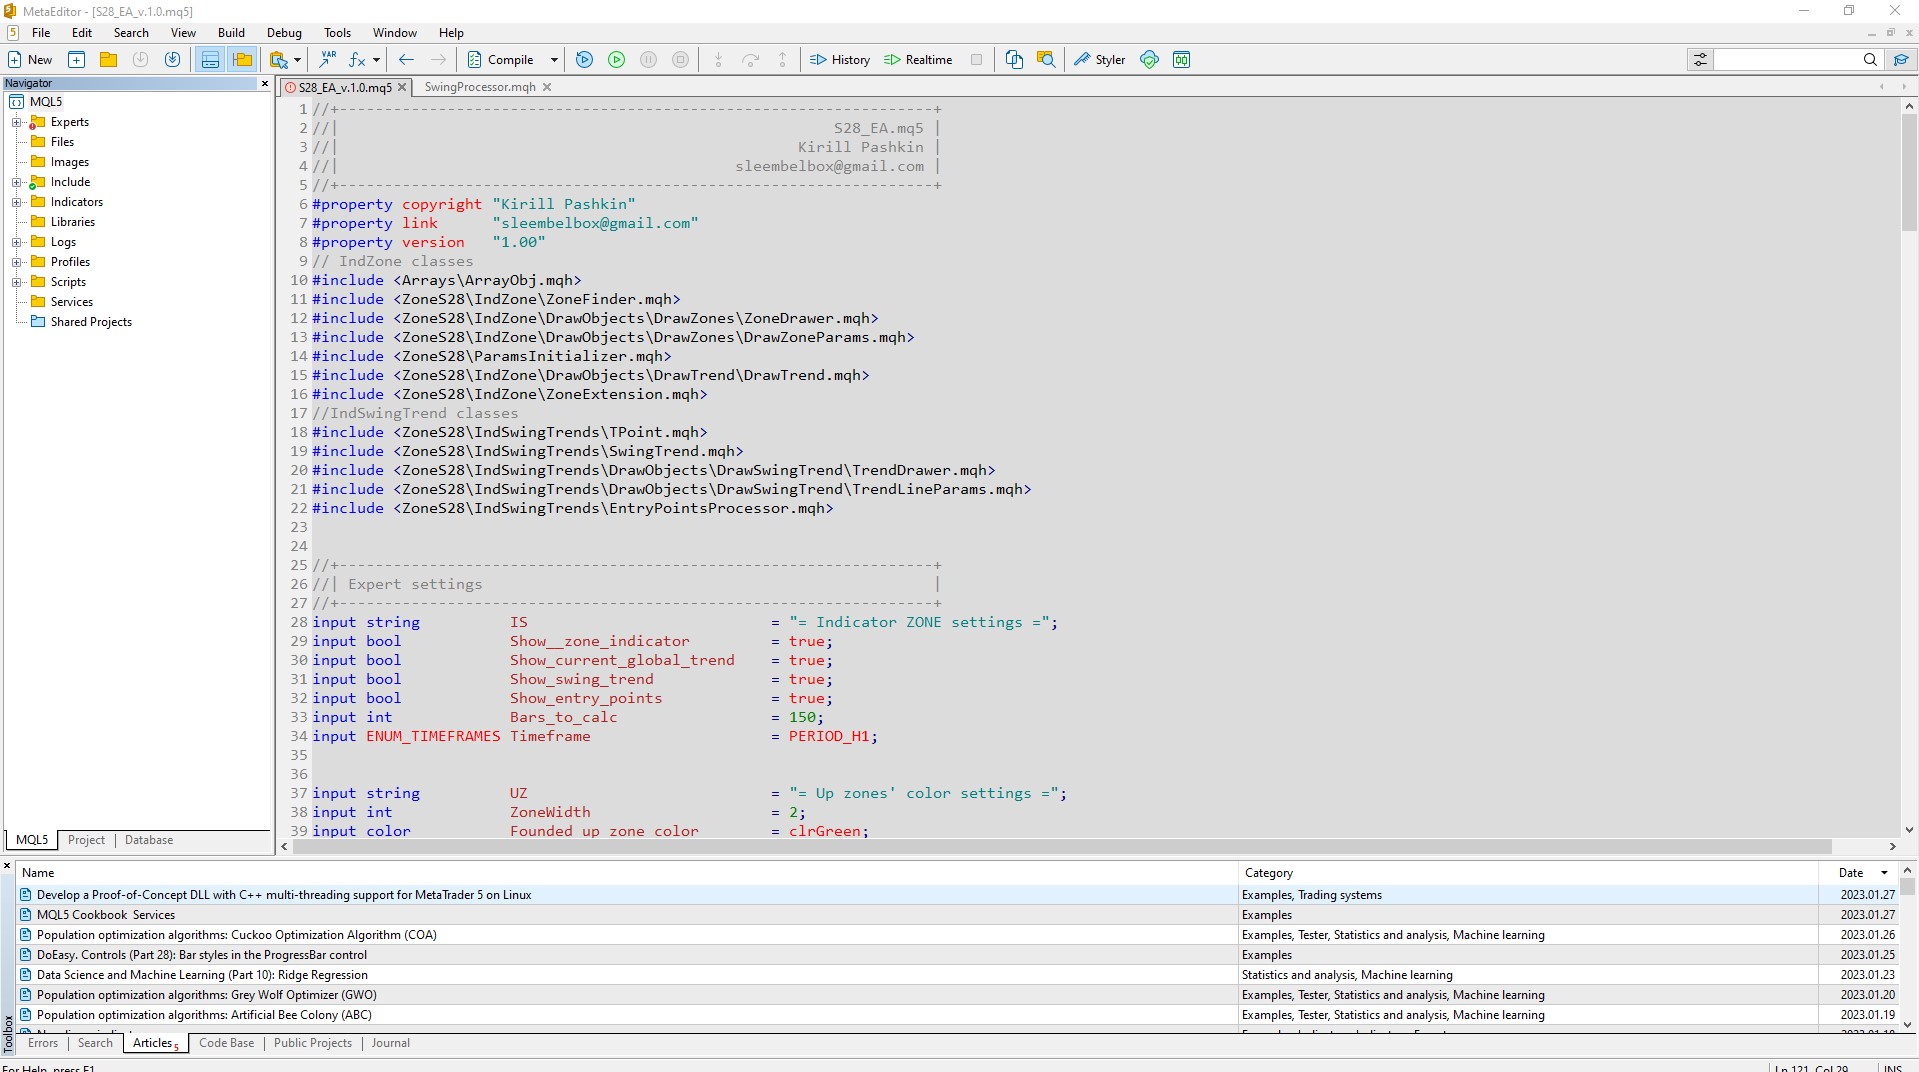 MetaEditor - [S28_EA_v.1.0.mq5]
File Edit Search View Build Debug Tools Window Help
New VAR fx Compile History Realtime Styler
Navigator
MQL5
Experts
Files
Images
Include
Indicators
Libraries
Logs
Profiles
Scripts
Services
Shared Projects
MQL5 Project Database
S28_EA_v.1.0.mq5 SwingProcessor.mqh
1 //+------------------------------------------------------------------+
2 //| S28_EA.mq5 |
3 //| Kirill Pashkin |
4 //| sleembelbox@gmail.com |
5 //+------------------------------------------------------------------+
6 #property copyright "Kirill Pashkin"
7 #property link "sleembelbox@gmail.com"
8 #property version "1.00"
9 // IndZone classes
10 #include <Arrays\ArrayObj.mqh>
11 #include <ZoneS28\IndZone\ZoneFinder.mqh>
12 #include <ZoneS28\IndZone\DrawObjects\DrawZones\ZoneDrawer.mqh>
13 #include <ZoneS28\IndZone\DrawObjects\DrawZones\DrawZoneParams.mqh>
14 #include <ZoneS28\ParamsInitializer.mqh>
15 #include <ZoneS28\IndZone\DrawObjects\DrawTrend\DrawTrend.mqh>
16 #include <ZoneS28\IndZone\ZoneExtension.mqh>
17 //IndSwingTrend classes
18 #include <ZoneS28\IndSwingTrends\TPoint.mqh>
19 #include <ZoneS28\IndSwingTrends\SwingTrend.mqh>
20 #include <ZoneS28\IndSwingTrends\DrawObjects\DrawSwingTrend\TrendDrawer.mqh>
21 #include <ZoneS28\IndSwingTrends\DrawObjects\DrawSwingTrend\TrendLineParams.mqh>
22 #include <ZoneS28\IndSwingTrends\EntryPointsProcessor.mqh>
23
24
25 //+------------------------------------------------------------------+
26 //| Expert settings |
27 //+------------------------------------------------------------------+
28 input string IS = "= Indicator ZONE settings =";
29 input bool Show__zone_indicator = true;
30 input bool Show_current_global_trend = true;
31 input bool Show_swing_trend = true;
32 input bool Show_entry_points = true;
33 input int Bars_to_calc = 150;
34 input ENUM_TIMEFRAMES Timeframe = PERIOD_H1;
35
36
37 input string UZ = "= Up zones' color settings =";
38 input int ZoneWidth = 2;
39 input color Founded_up_zone_color = clrGreen;
Name Category Date
Develop a Proof-of-Concept DLL with C++ multi-threading support for MetaTrader 5 on Linux Examples, Trading systems 2023.01.27
MQL5 Cookbook Services Examples 2023.01.27
Population optimization algorithms: Cuckoo Optimization Algorithm (COA) Examples, Tester, Statistics and analysis, Machine learning 2023.01.26
DoEasy. Controls (Part 28): Bar styles in the ProgressBar control Examples 2023.01.25
Data Science and Machine Learning (Part 10): Ridge Regression Statistics and analysis, Machine learning 2023.01.23
Population optimization algorithms: Grey Wolf Optimizer (GWO) Examples, Tester, Statistics and analysis, Machine learning 2023.01.20
Population optimization algorithms: Artificial Bee Colony (ABC) Examples, Tester, Statistics and analysis, Machine learning 2023.01.19
Toolbox
Errors Search Articles 5 Code Base Public Projects Journal
For Help, press F1 Ln 121, Col 29 INS